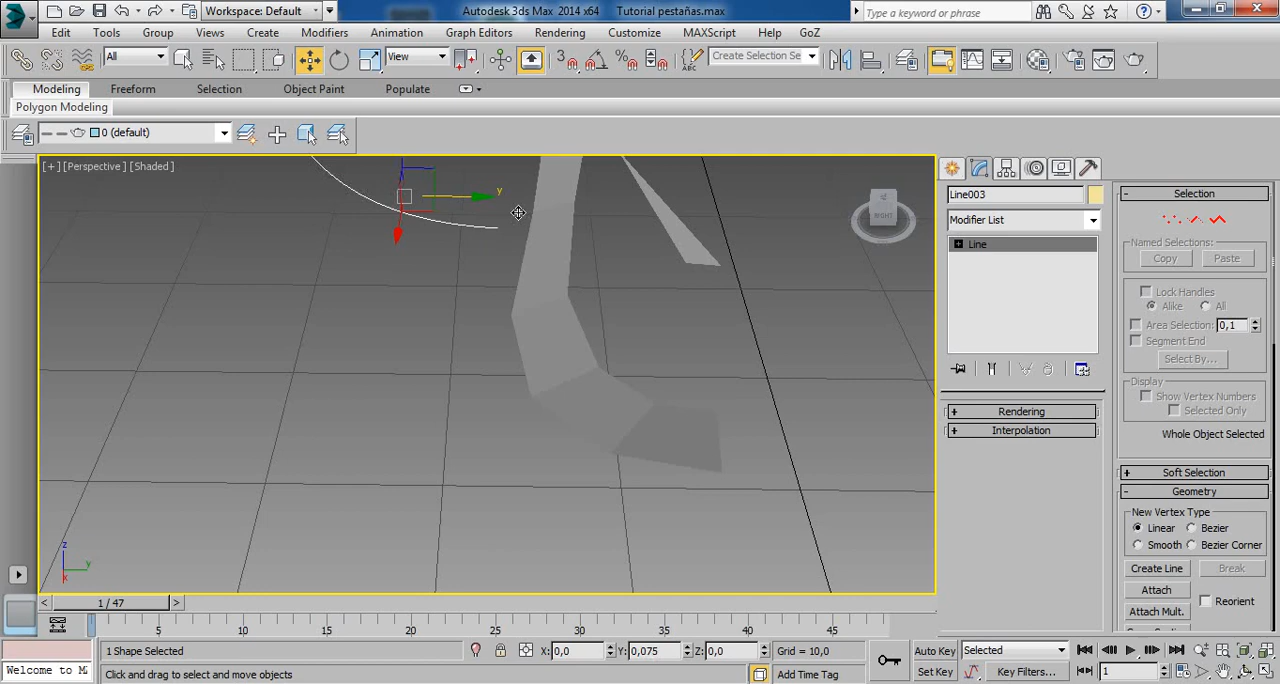 Workspace: Default
Autodesk 3ds Max 2014 x64 Tutorial pestañas.max
Type a keyword or phrase
Edit Tools Group Views Create Modifiers Animation Graph Editors Rendering Customize MAXScript Help GoZ
All
View
3
Create Selection Se
Modeling Freeform Selection Object Paint Populate
Polygon Modeling
0 (default)
[+] [Perspective] [Shaded]
y
RIGHT
z
y
x
Line003
Modifier List
Line
Rendering
Interpolation
Selection
Named Selections:
Copy Paste
Lock Handles
Alike All
Area Selection: 0,1
Segment End
Select By...
Display
Show Vertex Numbers
Selected Only
Whole Object Selected
Soft Selection
Geometry
New Vertex Type
Linear Bezier
Smooth Bezier Corner
Create Line Break
Attach Reorient
Attach Mult.
< 1 / 47 >
5 10 15 20 25 30 35 40 45
1 Shape Selected X: 0,0 Y: 0,075 Z: 0,0 Grid = 10,0 Auto Key Selected
Welcome to M Click and drag to select and move objects Add Time Tag Set Key Key Filters... 1